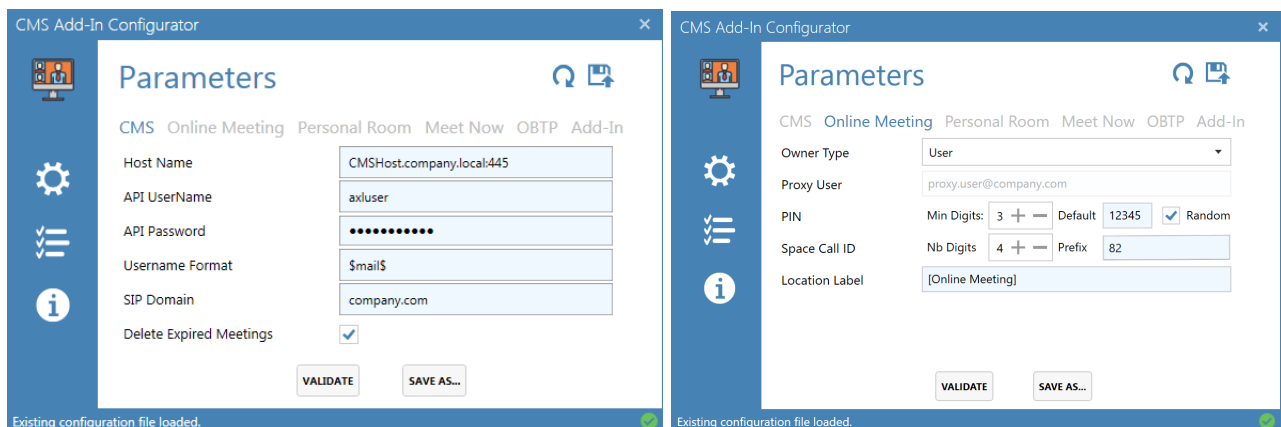 CMS Add-In Configurator
Parameters
CMS Online Meeting Personal Room Meet Now OBTP Add-In
Host Name CMSHost.company.local:445
API UserName axluser
API Password ●●●●●●●●●●●
Username Format $mail$
SIP Domain company.com
Delete Expired Meetings
VALIDATE SAVE AS...
Existing configuration file loaded.
CMS Add-In Configurator
Parameters
CMS Online Meeting Personal Room Meet Now OBTP Add-In
Owner Type User
Proxy User proxy.user@company.com
PIN Min Digits: 3 Default 12345 Random
Space Call ID Nb Digits 4 Prefix 82
Location Label [Online Meeting]
VALIDATE SAVE AS...
Existing configuration file loaded.